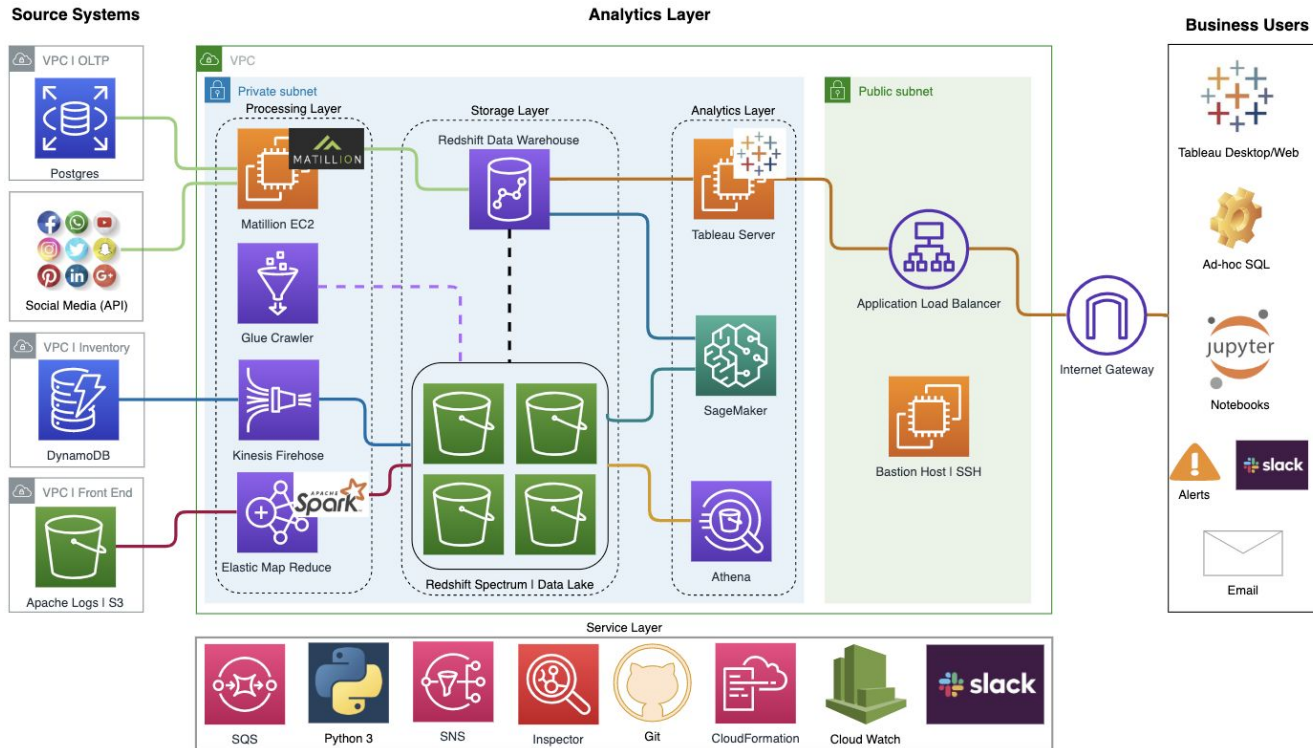 Source Systems
Analytics Layer
Business Users
VPC | OLTP
Postgres
Social Media (API)
VPC | Inventory
DynamoDB
VPC | Front End
Apache Logs | S3
VPC
Private subnet
Processing Layer
MATILLION
Matillion EC2
Glue Crawler
Kinesis Firehose
APACHE
Spark
Elastic Map Reduce
Storage Layer
Redshift Data Warehouse
Redshift Spectrum | Data Lake
Analytics Layer
Tableau Server
SageMaker
Athena
Public subnet
Application Load Balancer
Bastion Host | SSH
Internet Gateway
Tableau Desktop/Web
Ad-hoc SQL
jupyter
Notebooks
Alerts
slack
Email
Service Layer
SQS
Python 3
SNS
Inspector
Git
CloudFormation
Cloud Watch
slack